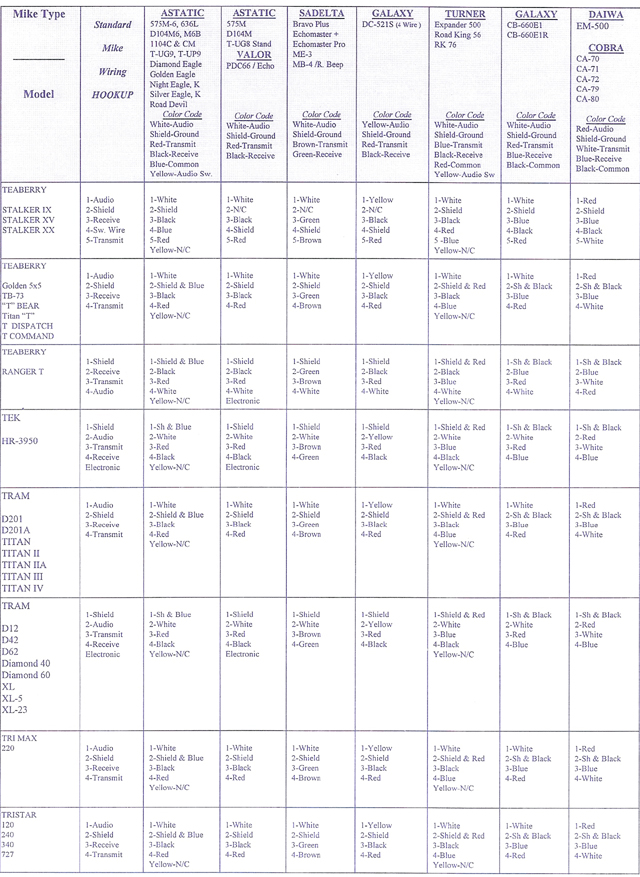 Mike Type
Model
Standard
Mike
Wiring
HOOKUP
ASTATIC
575M-6, 636L
D104M6, M6B
1104C & CM
T-UG9, T-UP9
Diamond Eagle
Golden Eagle
Night Eagle, K
Silver Eagle, K
Road Devil
Color Code
White-Audio
Shield-Ground
Red-Transmit
Black-Receive
Blue-Common
Yellow-Audio Sw.
ASTATIC
575M
D104M
T-UG8 Stand
VALOR
PDC66 / Echo
Color Code
White-Audio
Shield-Ground
Red-Transmit
Black-Receive
SADELTA
Bravo Plus
Echomaster +
Echomaster Pro
ME-3
MB-4 /R. Beep
Color Code
White-Audio
Shield-Ground
Brown-Transmit
Green-Receive
GALAXY
DC-521S (4 Wire )
Color Code
Yellow-Audio
Shield-Ground
Red-Transmit
Black-Receive
TURNER
Expander 500
Road King 56
RK 76
Color Code
White-Audio
Shield-Ground
Blue-Transmit
Black-Receive
Red-Common
Yellow-Audio Sw
GALAXY
CB-660E1
CB-660E1R
Color Code
White-Audio
Shield-Ground
Red-Transmit
Blue-Receive
Black-Common
DAIWA
EM-500
COBRA
CA-70
CA-71
CA-72
CA-79
CA-80
Color Code
Red-Audio
Shield-Ground
White-Transmit
Blue-Receive
Black-Common
TEABERRY
STALKER IX
STALKER XV
STALKER XX
1-Audio
2-Shield
3-Receive
4-Sw. Wire
5-Transmit
1-White
2-Shield
3-Black
4-Blue
5-Red
Yellow-N/C
1-White
2-N/C
3-Black
4-Shield
5-Red
1-White
2-N/C
3-Green
4-Shield
5-Brown
1-Yellow
2-N/C
3-Black
4-Shield
5-Red
1-White
2-Shield
3-Black
4-Red
5 -Blue
Yellow-N/C
1-White
2-Shield
3-Blue
4-Black
5-Red
1-Red
2-Shield
3-Blue
4-Black
5-White
TEABERRY
Golden 5x5
TB-73
"T" BEAR
Titan "T"
T DISPATCH
T COMMAND
1-Audio
2-Shield
3-Receive
4-Transmit
1-White
2-Shield & Blue
3-Black
4-Red
Yellow-N/C
1-White
2-Shield
3-Black
4-Red
1-White
2-Shield
3-Green
4-Brown
1-Yellow
2-Shield
3-Black
4-Red
1-White
2-Shield & Red
3-Black
4-Blue
Yellow-N/C
1-White
2-Sh & Black
3-Blue
4-Red
1-Red
2-Sh & Black
3-Blue
4-White
TEABERRY
RANGER T
1-Shield
2-Receive
3-Transmit
4-Audio
1-Shield & Blue
2-Black
3-Red
4-White
Yellow-N/C
1-Shield
2-Black
3-Red
4-White
Electronic
1-Shield
2-Green
3-Brown
4-White
1-Shield
2-Black
3-Red
4-White
1-Shield & Red
2-Black
3-Blue
4-White
Yellow-N/C
1-Sh & Black
2-Blue
3-Red
4-White
1-Sh & Black
2-Blue
3-White
4-Red
TEK
HR-3950
1-Shield
2-Audio
3-Transmit
4-Receive
Electronic
1-Sh & Blue
2-White
3-Red
4-Black
Yellow-N/C
1-Shield
2-White
3-Red
4-Black
Electronic
1-Shield
2-White
3-Brown
4-Green
1-Shield
2-Yellow
3-Red
4-Black
1-Shield & Red
2-White
3-Blue
4-Black
Yellow-N/C
1-Sh & Black
2-White
3-Red
4-Blue
1-Sh & Black
2-Red
3-White
4-Blue
TRAM
D201
D201A
TITAN
TITAN II
TITAN IIA
TITAN III
TITAN IV
1-Audio
2-Shield
3-Receive
4-Transmit
1-White
2-Shield & Blue
3-Black
4-Red
Yellow-N/C
1-White
2-Shield
3-Black
4-Red
1-White
2-Shield
3-Green
4-Brown
1-Yellow
2-Shield
3-Black
4-Red
1-White
2-Shield & Red
3-Black
4-Blue
Yellow-N/C
1-White
2-Sh & Black
3-Blue
4-Red
1-Red
2-Sh & Black
3-Blue
4-White
TRAM
D12
D42
D62
Diamond 40
Diamond 60
XL
XL-5
XL-23
1-Shield
2-Audio
3-Transmit
4-Receive
Electronic
1-Sh & Blue
2-White
3-Red
4-Black
Yellow-N/C
1-Shield
2-White
3-Red
4-Black
Electronic
1-Shield
2-White
3-Brown
4-Green
1-Shield
2-Yellow
3-Red
4-Black
1-Shield & Red
2-White
3-Blue
4-Black
Yellow-N/C
1-Sh & Black
2-White
3-Red
4-Blue
1-Sh & Black
2-Red
3-White
4-Blue
TRI MAX
220
1-Audio
2-Shield
3-Receive
4-Transmit
1-White
2-Shield & Blue
3-Black
4-Red
Yellow-N/C
1-White
2-Shield
3-Black
4-Red
1-White
2-Shield
3-Green
4-Brown
1-Yellow
2-Shield
3-Black
4-Red
1-White
2-Shield & Red
3-Black
4-Blue
Yellow-N/C
1-White
2-Sh & Black
3-Blue
4-Red
1-Red
2-Sh & Black
3-Blue
4-White
TRISTAR
120
240
340
727
1-Audio
2-Shield
3-Receive
4-Transmit
1-White
2-Shield & Blue
3-Black
4-Red
Yellow-N/C
1-White
2-Shield
3-Black
4-Red
1-White
2-Shield
3-Green
4-Brown
1-Yellow
2-Shield
3-Black
4-Red
1-White
2-Shield & Red
3-Black
4-Blue
Yellow-N/C
1-White
2-Sh & Black
3-Blue
4-Red
1-Red
2-Sh & Black
3-Blue
4-White